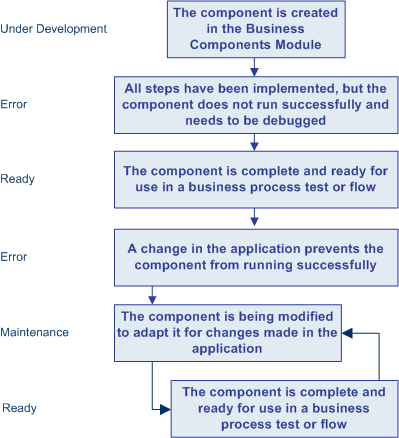 The component is created
Under Development
in the Business
Components Module
All steps have been implemented, but the
Error
component does not run successfully and
needs to be debugged
The component is complete and ready for
Ready
use in a business process test or flow
A change in the application prevents the
Error
component from running successfully
The component is being modified
Maintenance
to adapt it for changes made in the
application
The component is complete and
Ready
ready for use in a business
process test or flow